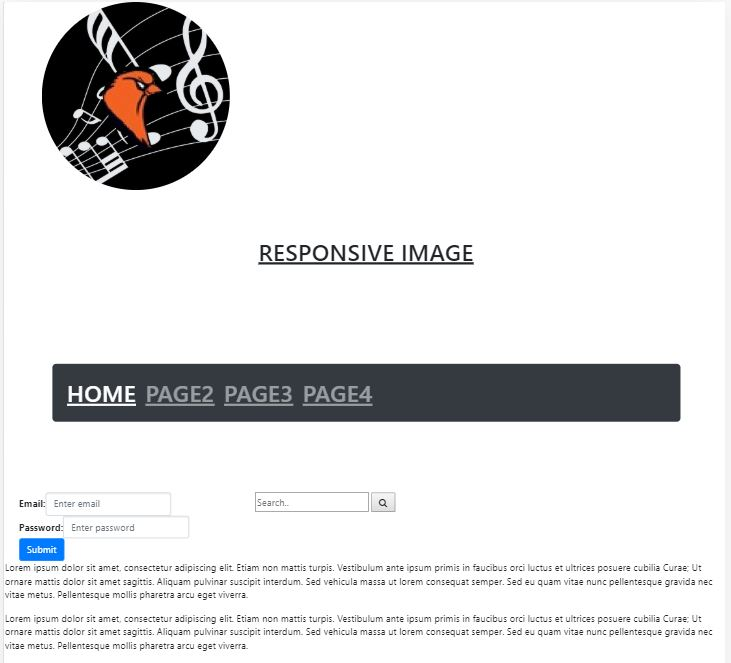 RESPONSIVE IMAGE
HOME PAGE2 PAGE3 PAGE4
Email: Enter email
Search..
Password: Enter password
Submit
Lorem ipsum dolor sit amet, consectetur adipiscing elit. Etiam non mattis turpis. Vestibulum ante ipsum primis in faucibus orci luctus et ultrices posuere cubilia Curae; Ut
ornare mattis dolor sit amet sagittis. Aliquam pulvinar suscipit interdum. Sed vehicula massa ut lorem consequat semper. Sed eu quam vitae nunc pellentesque gravida nec
vitae metus. Pellentesque mollis pharetra arcu eget viverra.
Lorem ipsum dolor sit amet, consectetur adipiscing elit. Etiam non mattis turpis. Vestibulum ante ipsum primis in faucibus orci luctus et ultrices posuere cubilia Curae; Ut
ornare mattis dolor sit amet sagittis. Aliquam pulvinar suscipit interdum. Sed vehicula massa ut lorem consequat semper. Sed eu quam vitae nunc pellentesque gravida nec
vitae metus. Pellentesque mollis pharetra arcu eget viverra.